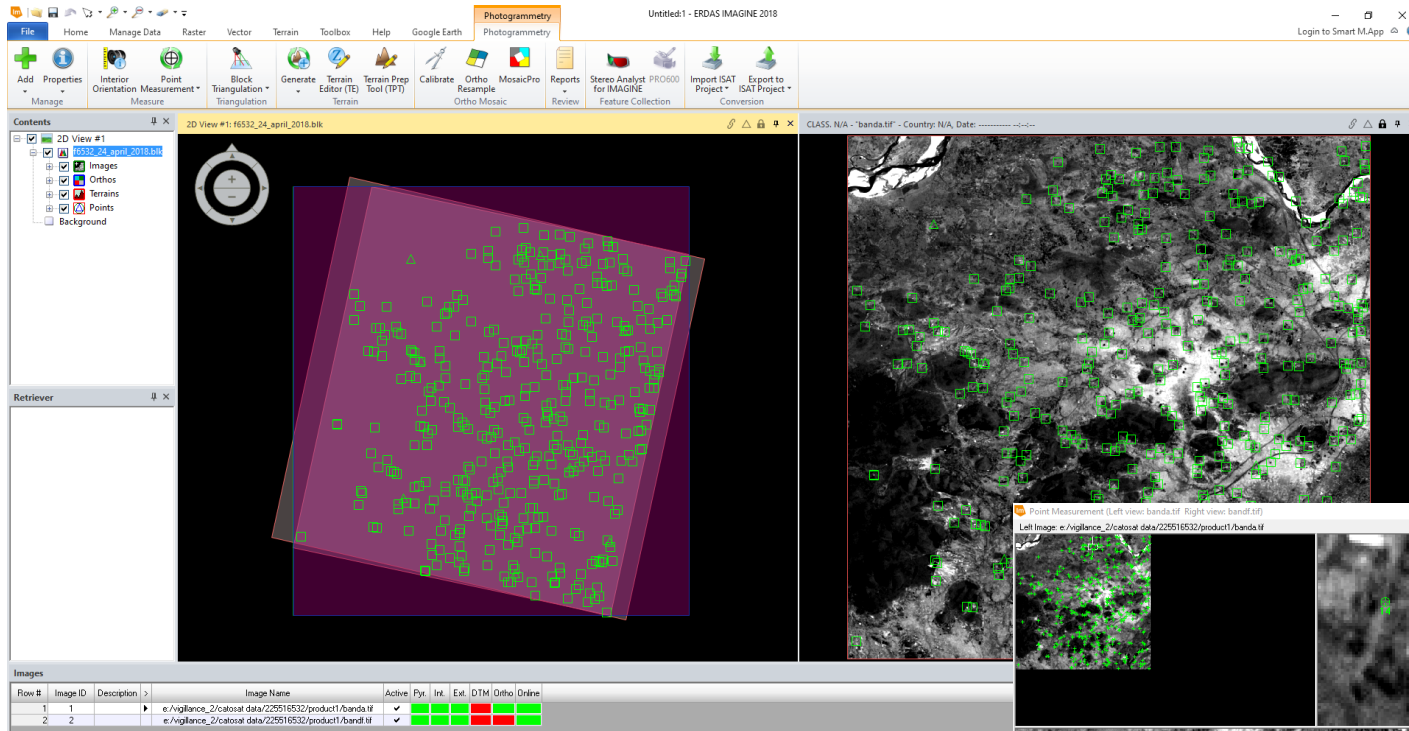 Untitled:1 - ERDAS IMAGINE 2018
Photogrammetry
File Home Manage Data Raster Vector Terrain Toolbox Help Google Earth Photogrammetry
Login to Smart M.App
Add Properties Interior Orientation Point Measurement Block Triangulation Generate Terrain Editor (TE) Terrain Prep Tool (TPT) Calibrate Ortho Resample MosaicPro Reports Stereo Analyst for IMAGINE PRO600 Import ISAT Project Export to ISAT Project
Manage Measure Triangulation Terrain Ortho Mosaic Review Feature Collection Conversion
Contents
2D View #1
f6532_24_april_2018.blk
Images
Orthos
Terrains
Points
Background
Retriever
2D View #1: f6532_24_april_2018.blk
CLASS. N/A - "banda.tif" - Country: N/A, Date: ----------- --:--:--
Point Measurement (Left view: banda.tif Right view: bandf.tif)
Left Image: e:/vigillance_2/catosat data/225516532/product1/banda.tif
Images
Row # Image ID Description > Image Name Active Pyr. Int. Ext. DTM Ortho Online
1 1 e:/vigillance_2/catosat data/225516532/product1/banda.tif
2 2 e:/vigillance_2/catosat data/225516532/product1/bandf.tif